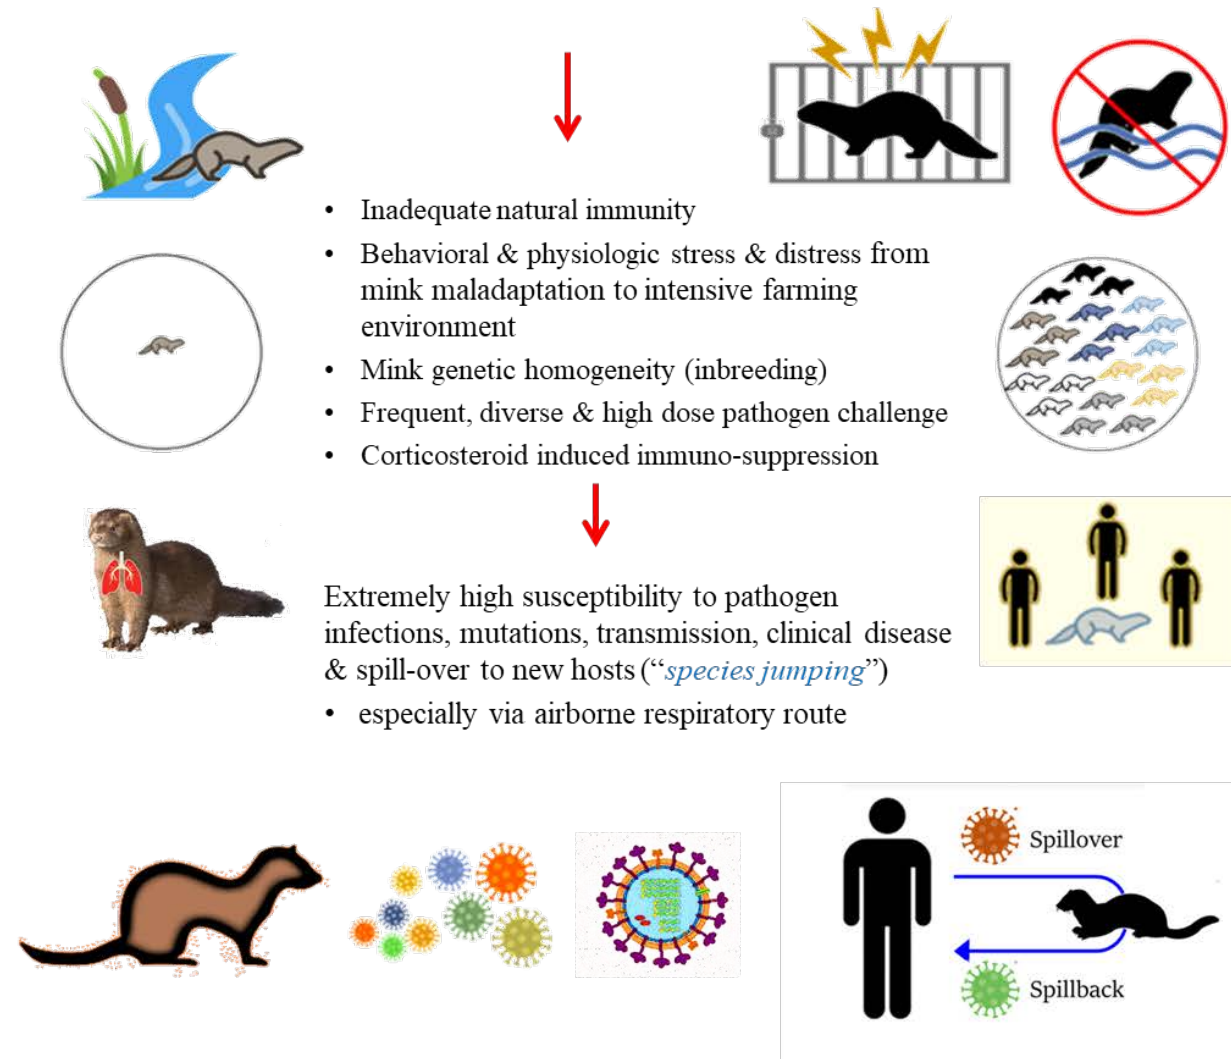 • Inadequate natural immunity
• Behavioral & physiologic stress & distress from
mink maladaptation to intensive farming
environment
• Mink genetic homogeneity (inbreeding)
• Frequent, diverse & high dose pathogen challenge
• Corticosteroid induced immuno-suppression
Extremely high susceptibility to pathogen
infections, mutations, transmission, clinical disease
& spill-over to new hosts (“species jumping”)
• especially via airborne respiratory route
Spillover
Spillback